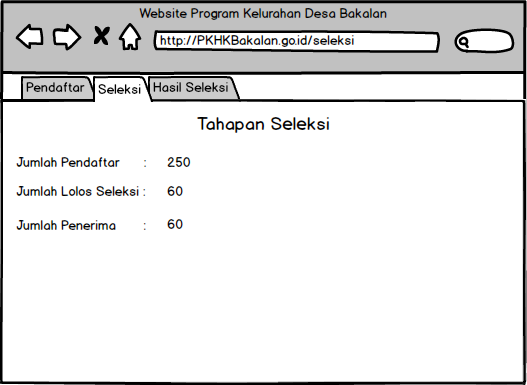 Website Program Kelurahan Desa Bakalan
http://PKHKBakalan.go.id/seleksi
Pendaftar Seleksi Hasil Seleksi
Tahapan Seleksi
Jumlah Pendaftar : 250
Jumlah Lolos Seleksi : 60
Jumlah Penerima : 60